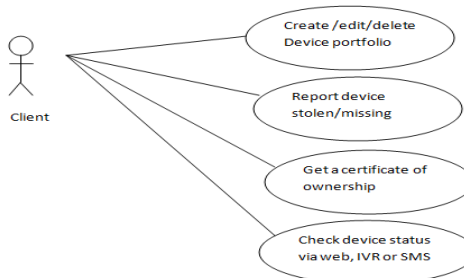 Create /edit/delete
Device portfolio
Client
Report device
stolen/missing
Get a certificate of
ownership
Check device status
via web, IVR or SMS